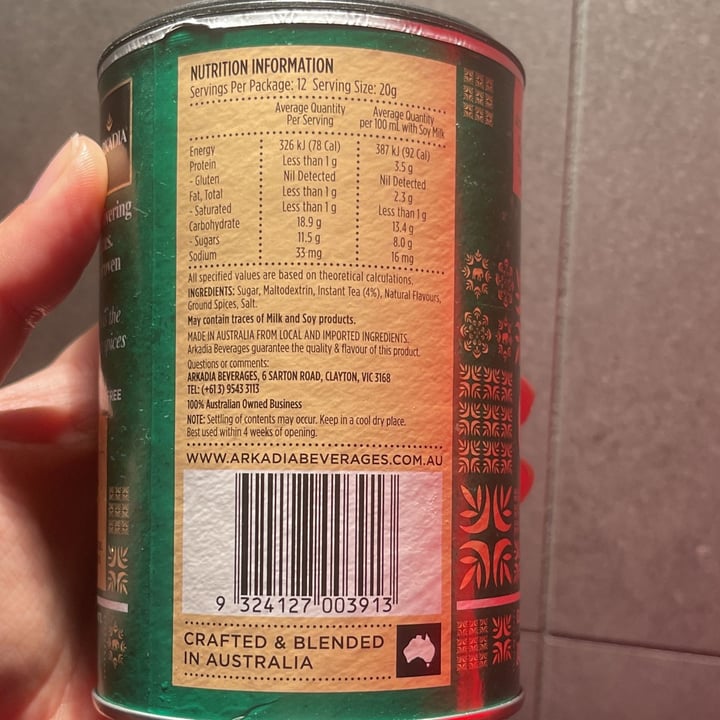 NUTRITION INFORMATION
Servings Per Package: 12 Serving Size: 20g
Average Quantity Per Serving
Average Quantity per 100 mL with Soy Milk
Energy 326 kJ (78 Cal) 387 kJ (92 Cal)
Protein Less than 1 g 3.5 g
- Gluten Nil Detected Nil Detected
Fat, Total Less than 1 g 2.3 g
- Saturated Less than 1 g Less than 1 g
Carbohydrate 18.9 g 13.4 g
- Sugars 11.5 g 8.0 g
Sodium 33 mg 16 mg
All specified values are based on theoretical calculations.
INGREDIENTS: Sugar, Maltodextrin, Instant Tea (4%), Natural Flavours,
Ground Spices, Salt.
May contain traces of Milk and Soy products.
MADE IN AUSTRALIA FROM LOCAL AND IMPORTED INGREDIENTS.
Arkadia Beverages guarantee the quality & flavour of this product.
Questions or comments:
ARKADIA BEVERAGES, 6 SARTON ROAD, CLAYTON, VIC 3168
TEL: (+61 3) 9543 3113
100% Australian Owned Business
NOTE: Settling of contents may occur. Keep in a cool dry place.
Best used within 4 weeks of opening.
WWW.ARKADIABEVERAGES.COM.AU
9 324127 003913
CRAFTED & BLENDED
IN AUSTRALIA